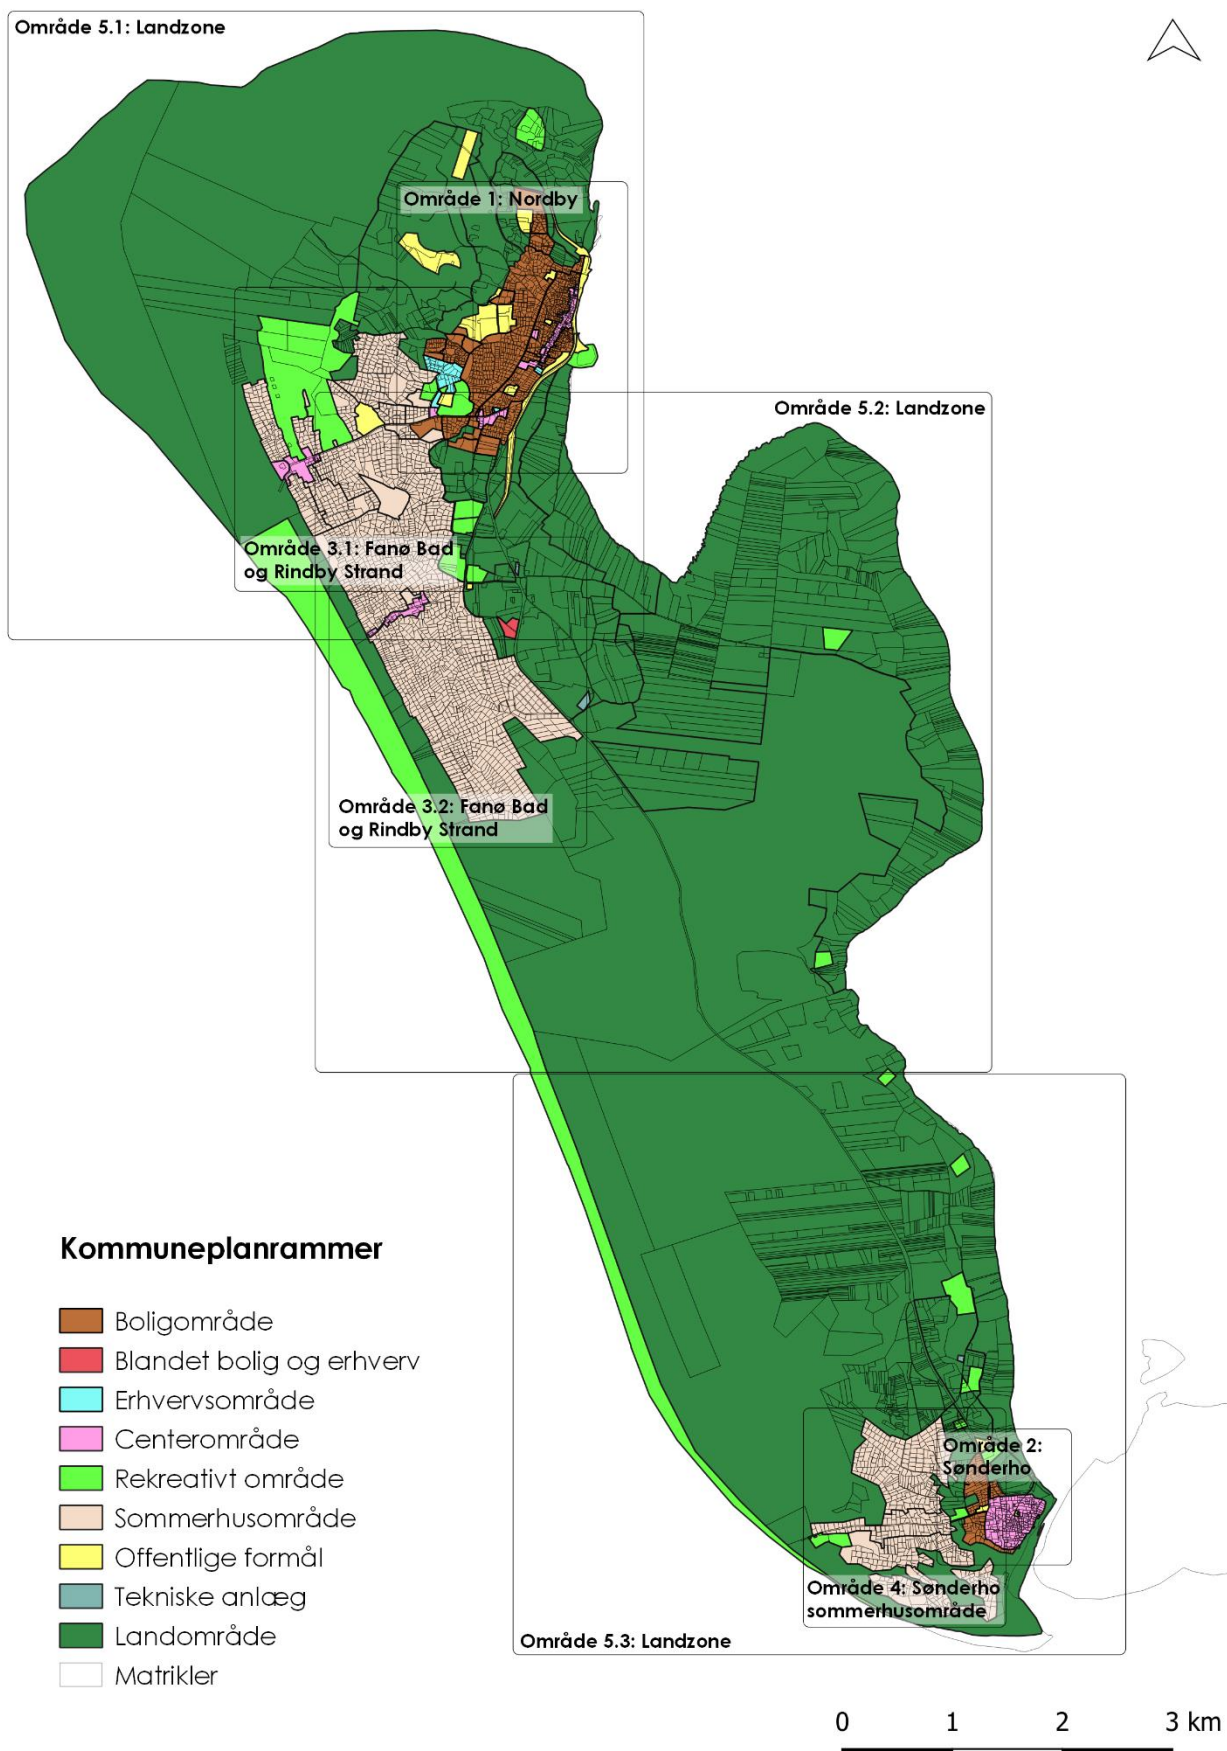 Område 5.1: Landzone
Område 1: Nordby
Område 5.2: Landzone
Område 3.1: Fanø Bad
og Rindby Strand
Område 3.2: Fanø Bad
og Rindby Strand
Kommuneplanrammer
Boligområde
Blandet bolig og erhverv
Erhvervsområde
Centerområde
Rekreativt område
Sommerhusområde
Offentlige formål
Tekniske anlæg
Landområde
Matrikler
Område 2:
Sønderho
Område 4: Sønderho
sommerhusområde
Område 5.3: Landzone
0 1 2 3 km